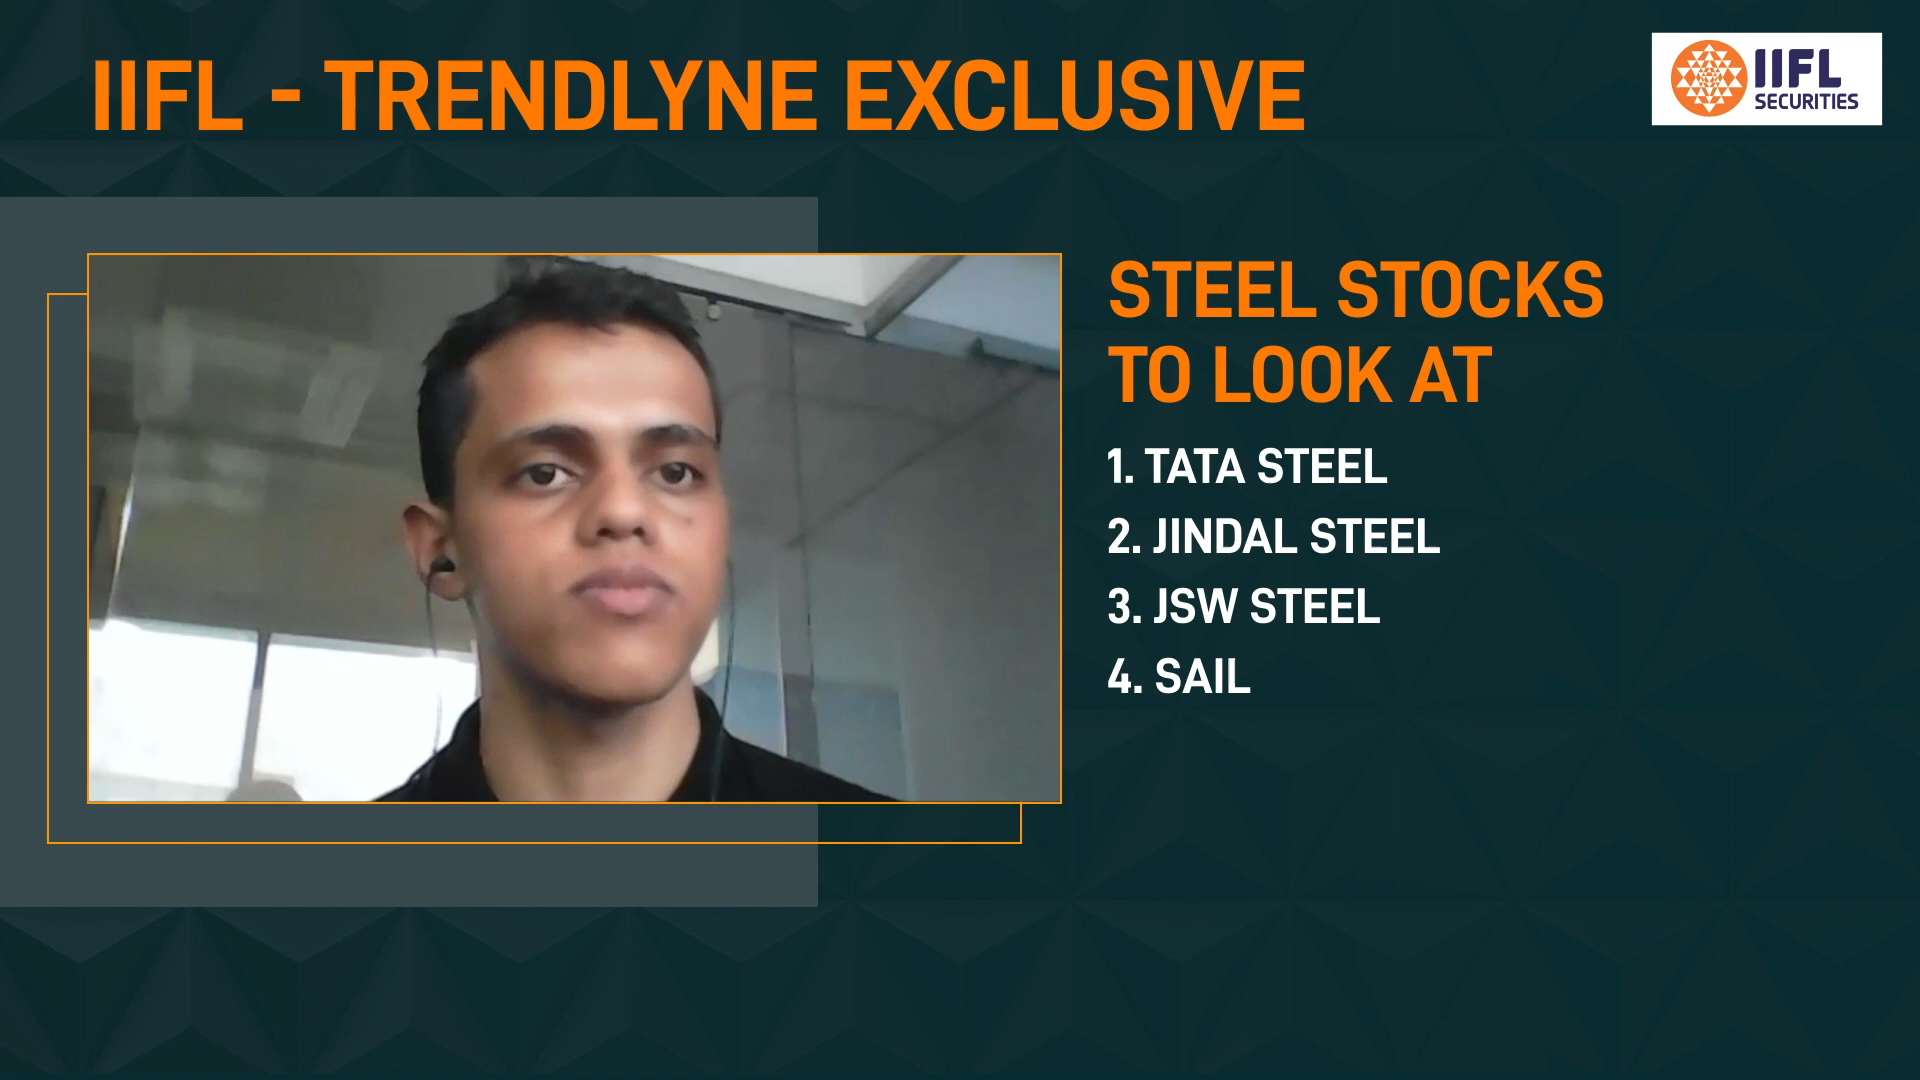 IIFL - TRENDLYNE EXCLUSIVE
IIFL
SECURITIES
STEEL STOCKS
TO LOOK AT
1. TATA STEEL
2. JINDAL STEEL
3. JSW STEEL
4. SAIL